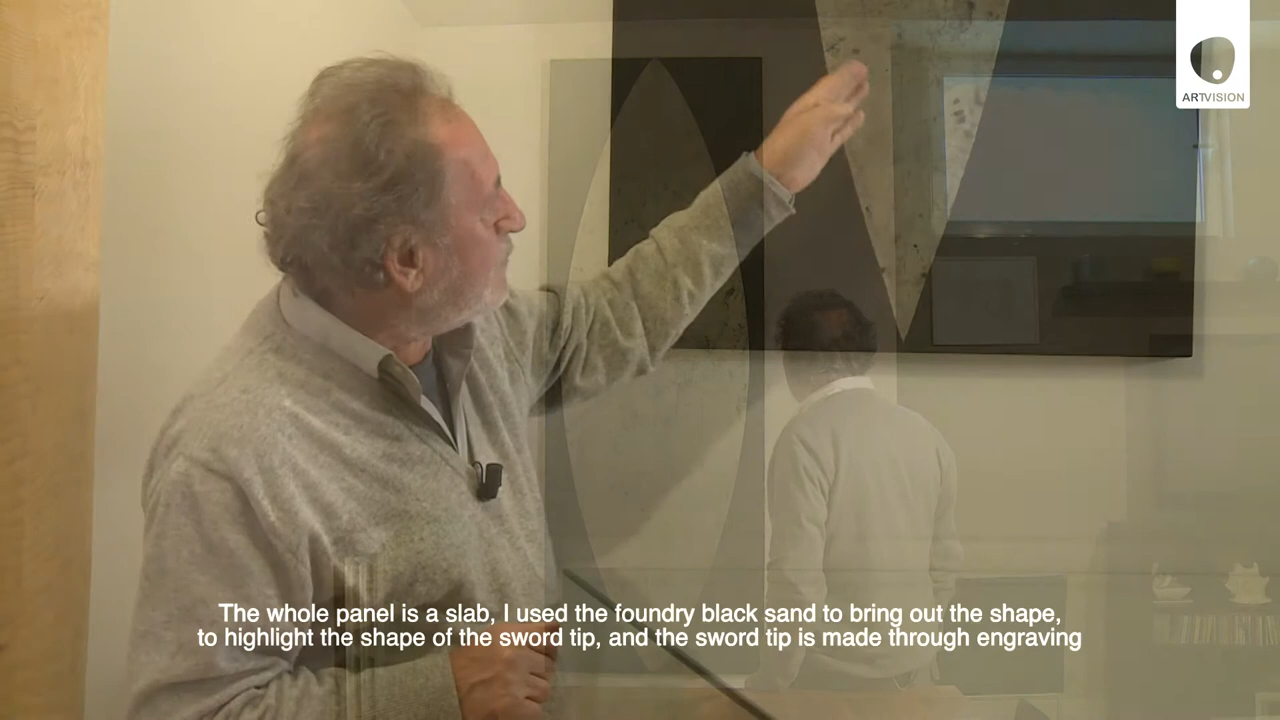 ARTVISION
The whole panel is a slab, I used the foundry black sand to bring out the shape,
to highlight the shape of the sword tip, and the sword tip is made through engraving